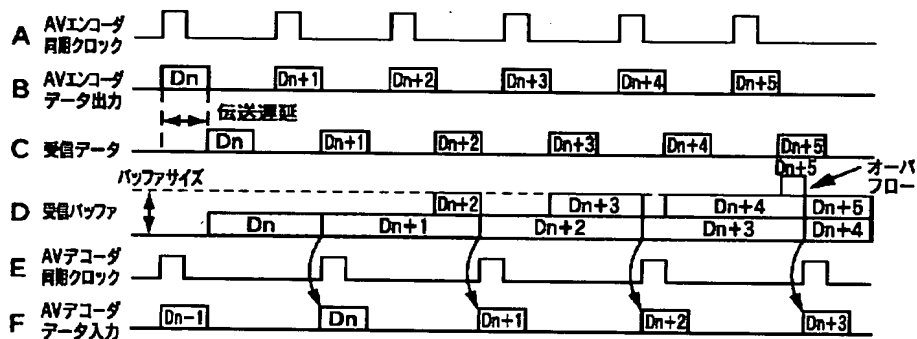 A AVエンコーダ
同期クロック
B AVエンコーダ
データ出力
Dn Dn+1 Dn+2 Dn+3 Dn+4 Dn+5
伝送遅延
C 受信データ
Dn Dn+1 Dn+2 Dn+3 Dn+4 Dn+5
バッファサイズ
Dn+5
オーバ
フロー
D 受信バッファ
Dn+2 Dn+3 Dn+4 Dn+5
Dn Dn+1 Dn+2 Dn+3 Dn+4
E AVデコーダ
同期クロック
F AVデコーダ
データ入力
Dn-1 Dn Dn+1 Dn+2 Dn+3